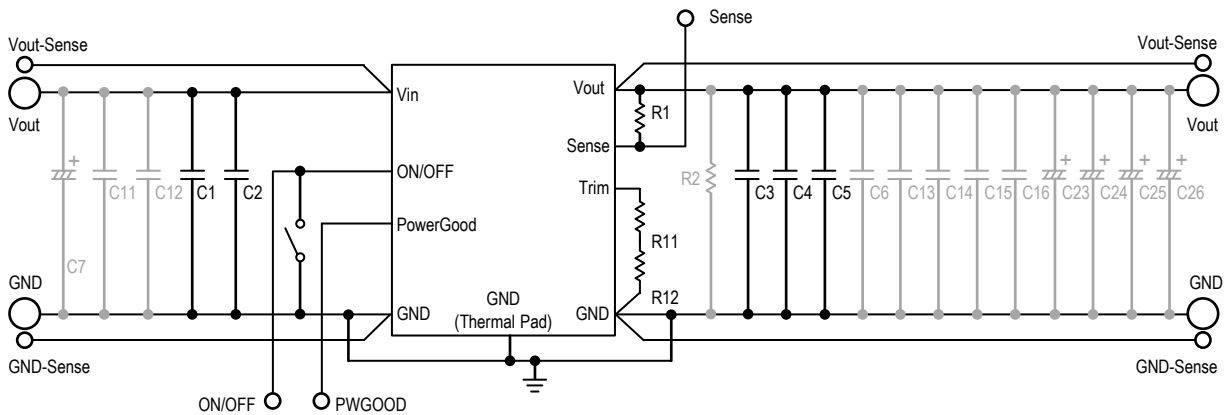 Sense
Vout-Sense
Vout-Sense
Vin
Vout
Vout
Vout
R1
Sense
ON/OFF
Trim
+
C11
C12
C1
C2
R2
C3
C4
C5
C6
C13
C14
C15
C16
+
C23
+
C24
+
C25
+
C26
PowerGood
R11
C7
GND
GND
R12
GND
GND
(Thermal Pad)
GND
GND
GND-Sense
GND-Sense
ON/OFF
PWGOOD